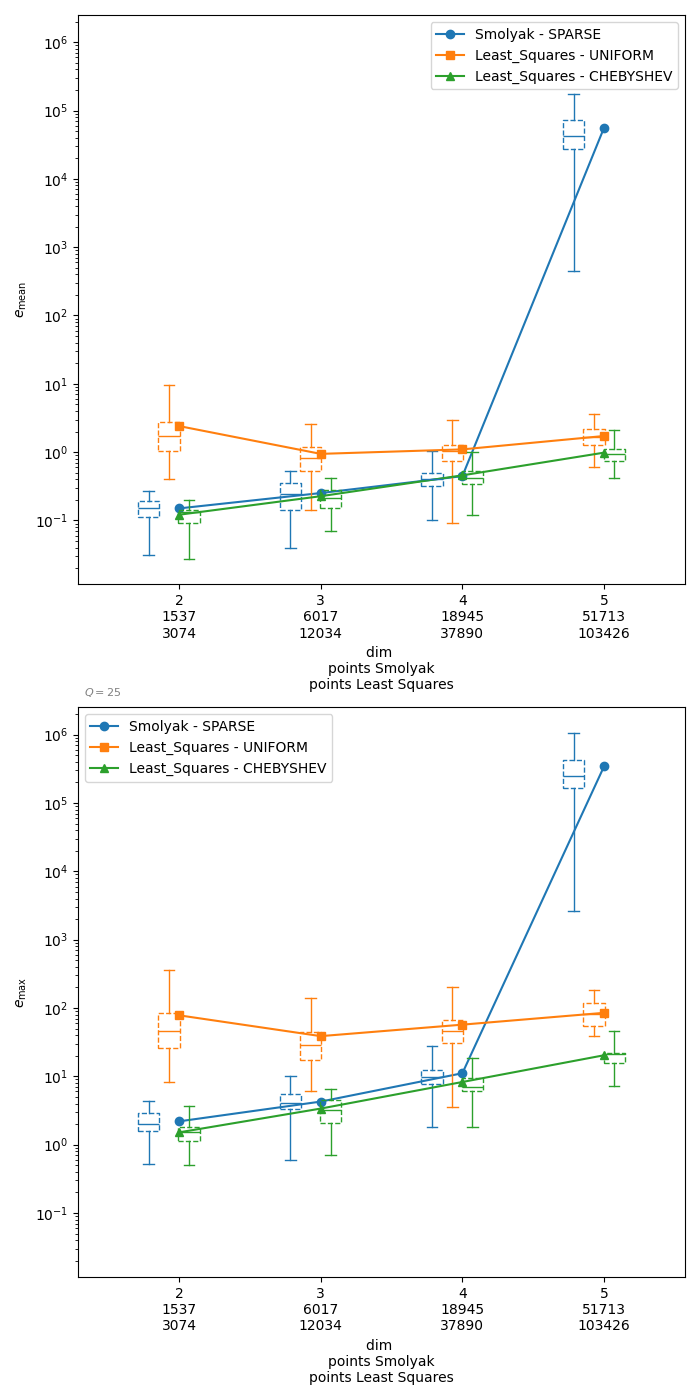 Smolyak - SPARSE
Least_Squares - UNIFORM
Least_Squares - CHEBYSHEV
10^6
10^5
10^4
10^3
10^2
10^1
10^0
10^−1
e_mean
2 3 4 5
1537 6017 18945 51713
3074 12034 37890 103426
dim
points Smolyak
points Least Squares
Q = 25
Smolyak - SPARSE
Least_Squares - UNIFORM
Least_Squares - CHEBYSHEV
10^6
10^5
10^4
10^3
10^2
10^1
10^0
10^−1
e_max
2 3 4 5
1537 6017 18945 51713
3074 12034 37890 103426
dim
points Smolyak
points Least Squares